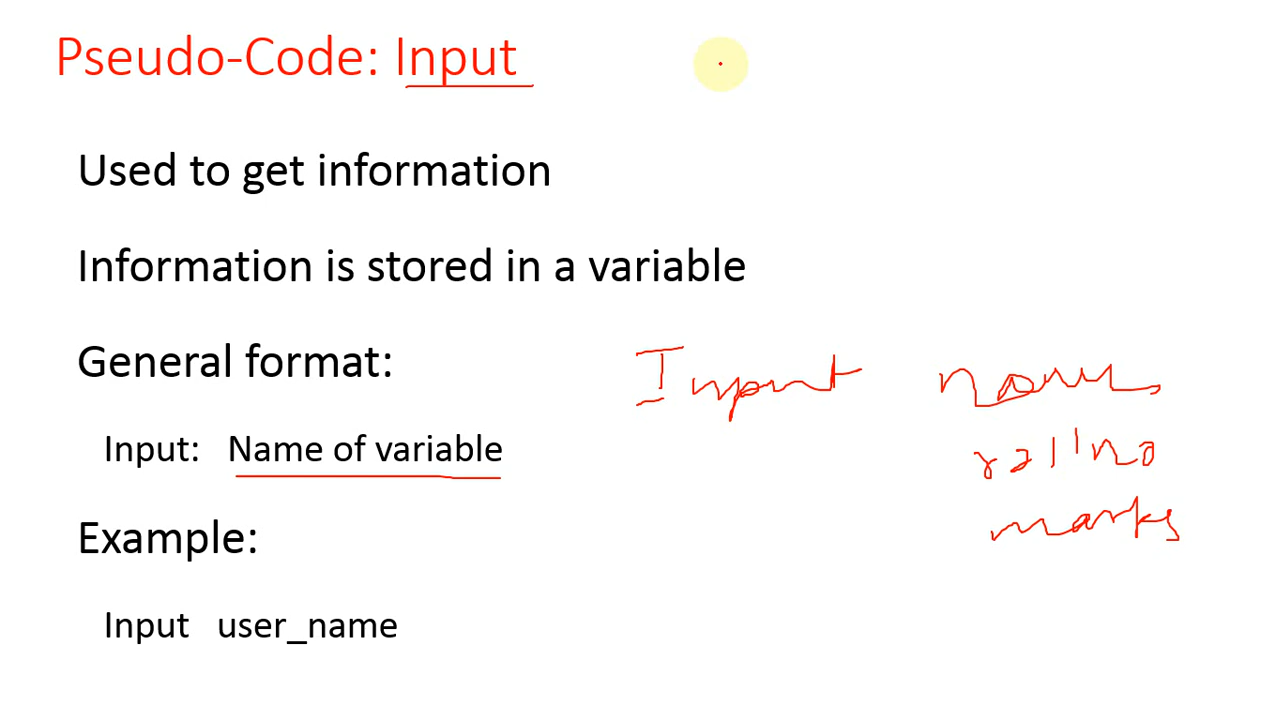 Pseudo-Code: Input
Used to get information
Information is stored in a variable
General format:
Input: Name of variable
Input name
rollno
marks
Example:
Input user_name